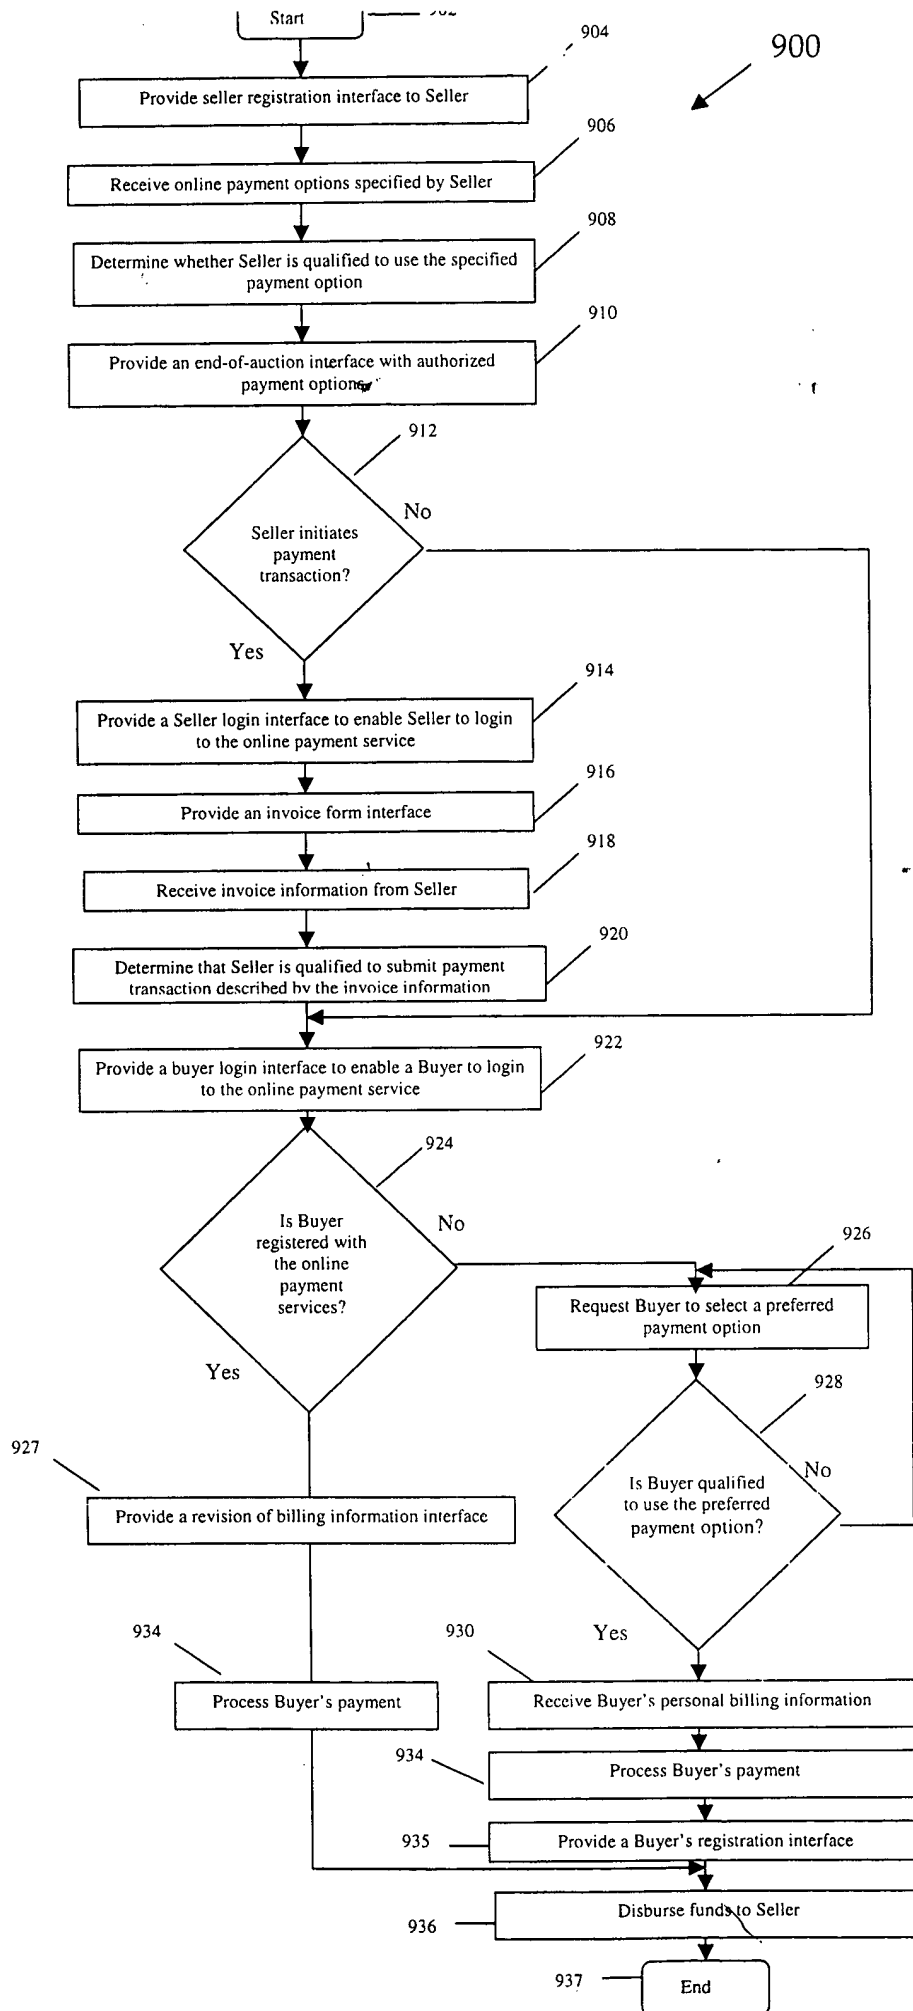 Start
904
900
Provide seller registration interface to Seller
906
Receive online payment options specified by Seller
908
Determine whether Seller is qualified to use the specified
payment option
910
Provide an end-of-auction interface with authorized
payment options
912
No
Seller initiates
payment
transaction?
Yes
914
Provide a Seller login interface to enable Seller to login
to the online payment service
916
Provide an invoice form interface
918
Receive invoice information from Seller
920
Determine that Seller is qualified to submit payment
transaction described by the invoice information
922
Provide a buyer login interface to enable a Buyer to login
to the online payment service
924
No
Is Buyer
registered with
the online
payment
services?
Yes
926
Request Buyer to select a preferred
payment option
928
No
Is Buyer qualified
to use the preferred
payment option?
Yes
927
Provide a revision of billing information interface
934
Process Buyer's payment
930
Receive Buyer's personal billing information
934
Process Buyer's payment
935
Provide a Buyer's registration interface
936
Disburse funds to Seller
937
End